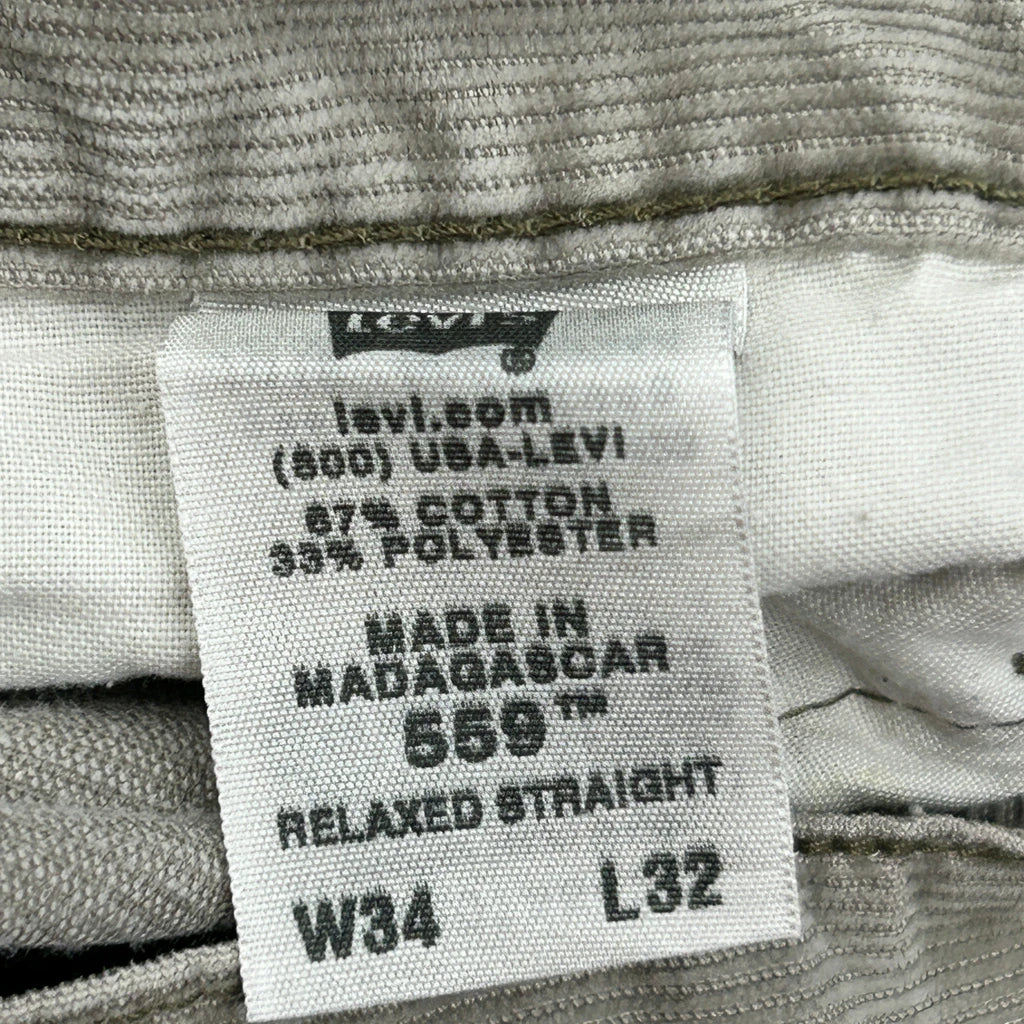 Levi's
®
levi.com
(800) USA-LEVI
67% COTTON
33% POLYESTER
MADE IN
MADAGASCAR
559™
RELAXED STRAIGHT
W34 L32